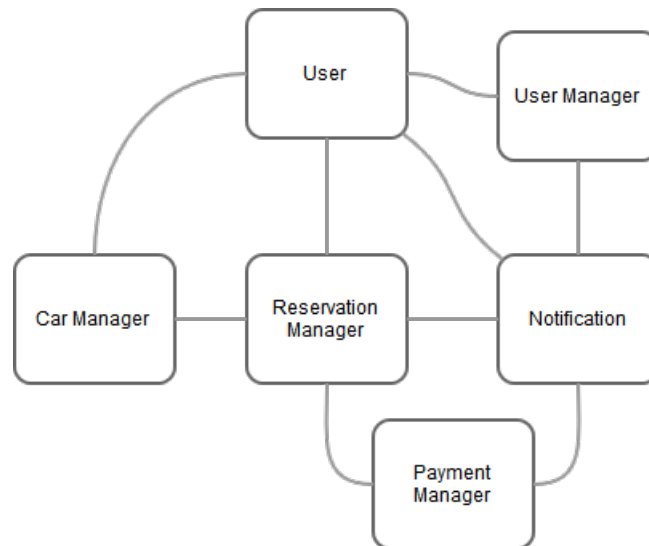 User
User Manager
Car Manager
Reservation
Manager
Notification
Payment
Manager